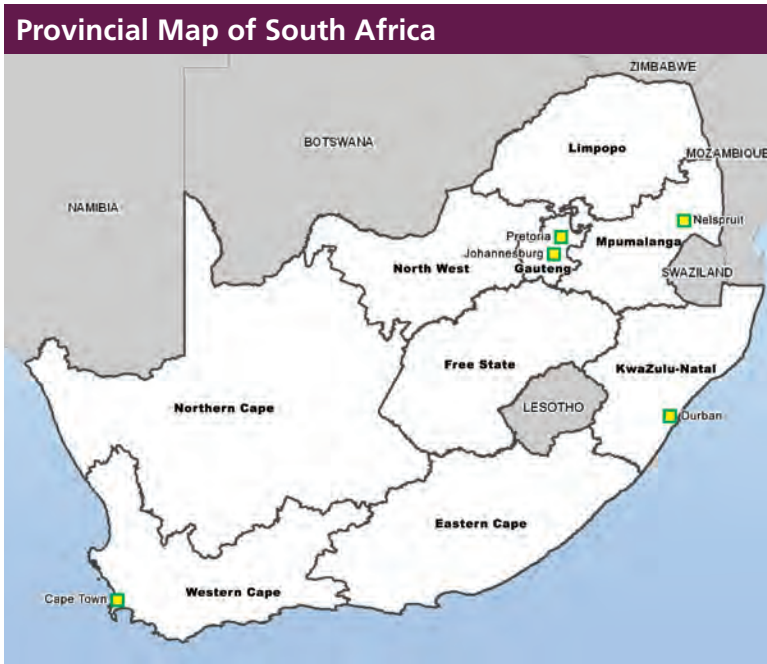 Provincial Map of South Africa
ZIMBABWE
BOTSWANA
Limpopo
MOZAMBIQUE
NAMIBIA
Nelspruit
Pretoria
Mpumalanga
Johannesburg
North West
Gauteng
SWAZILAND
Free State
KwaZulu-Natal
Northern Cape
LESOTHO
Durban
Eastern Cape
Western Cape
Cape Town